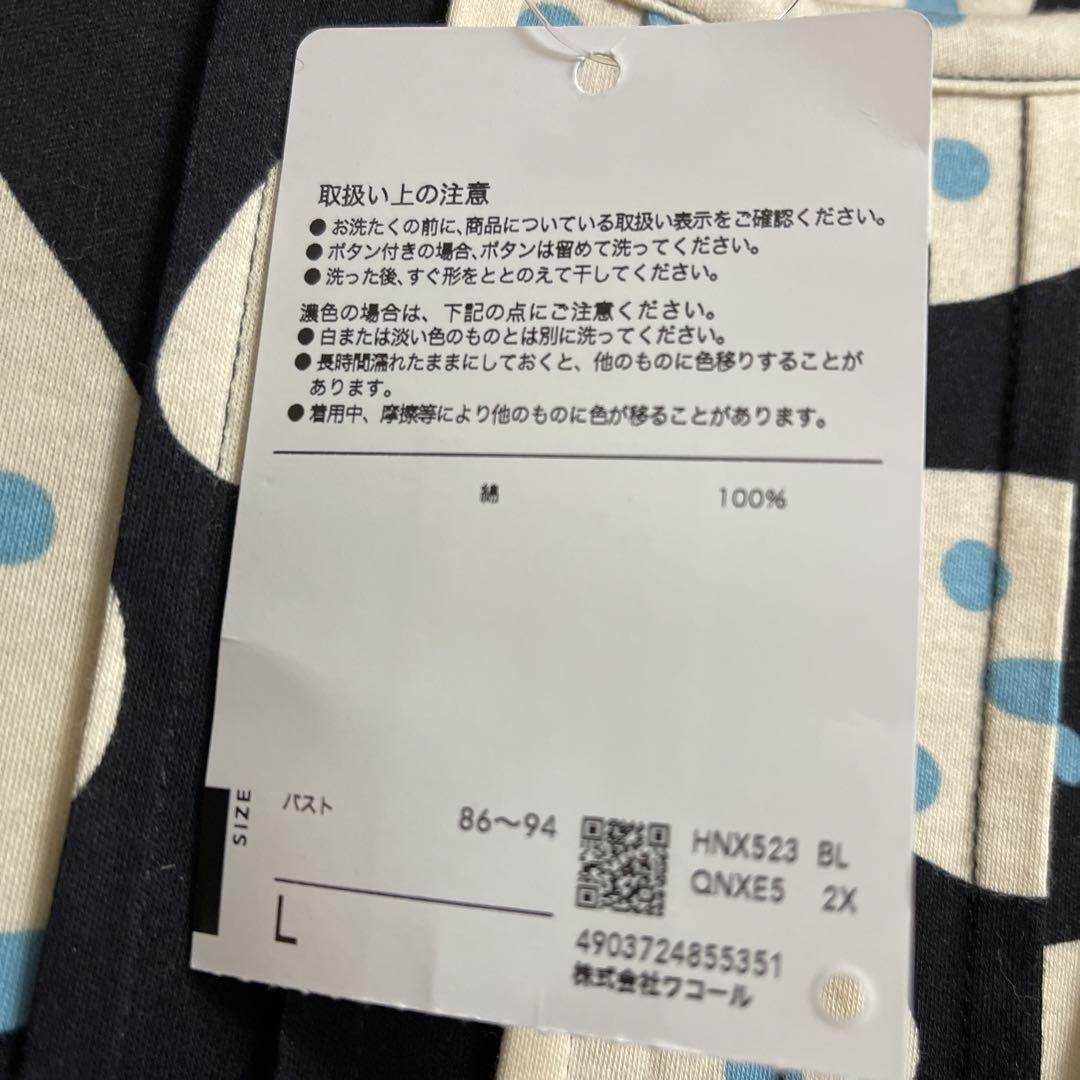 取扱い上の注意
●お洗たくの前に、商品についている取扱い表示をご確認ください。
●ボタン付きの場合、ボタンは留めて洗ってください。
●洗った後、すぐ形をととのえて干してください。
濃色の場合は、下記の点にご注意ください。
●白または淡い色のものとは別に洗ってください。
●長時間濡れたままにしておくと、他のものに色移りすることが
あります。
●着用中、摩擦等により他のものに色が移ることがあります。
綿 100%
SIZE
バスト 86～94
L
HNX523 BL
QNXE5 2X
4903724855351
株式会社ワコール